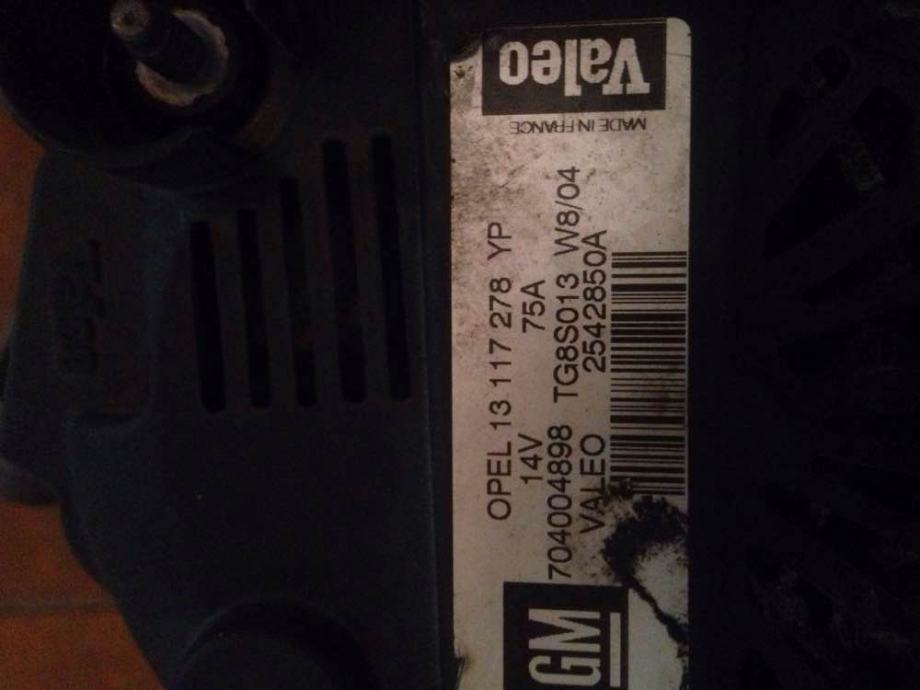 Valeo
MADE IN FRANCE
OPEL 13 117 278 YP
14V 75A
704004898 TG8S013 W8/04
VALEO 2542850A
GM